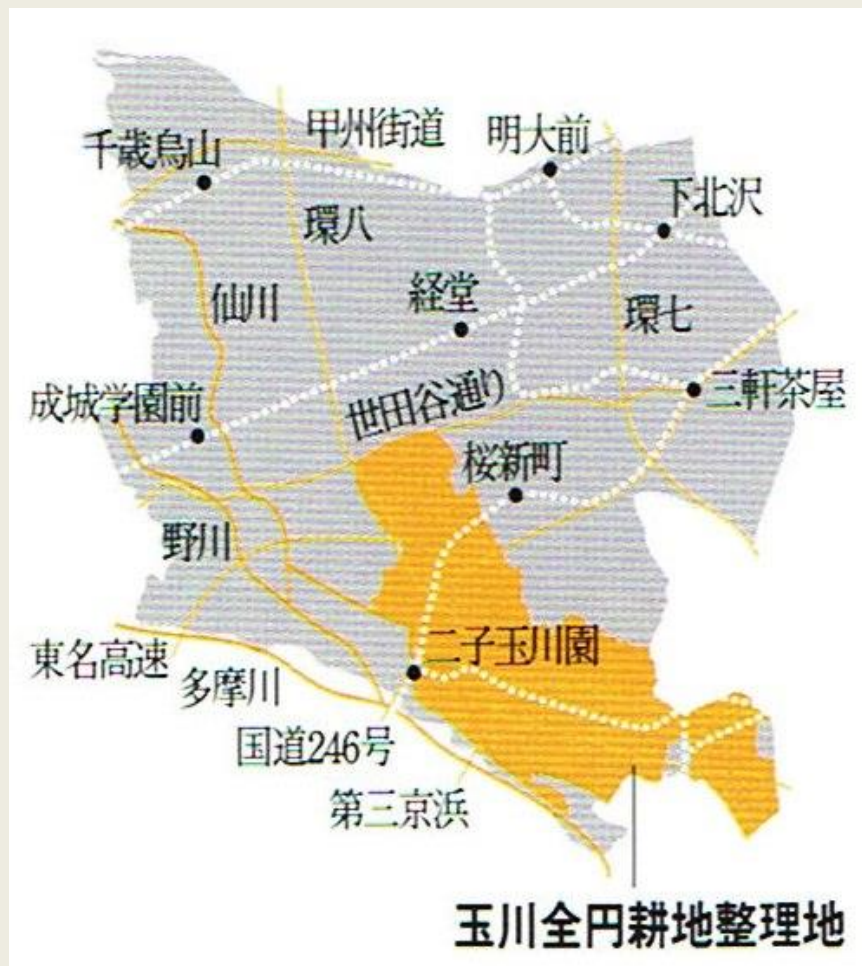 甲州街道
明大前
千歳烏山
下北沢
環八
仙川
経堂
環七
成城学園前
世田谷通り
三軒茶屋
桜新町
野川
二子玉川園
東名高速
多摩川
国道246号
第三京浜
玉川全円耕地整理地